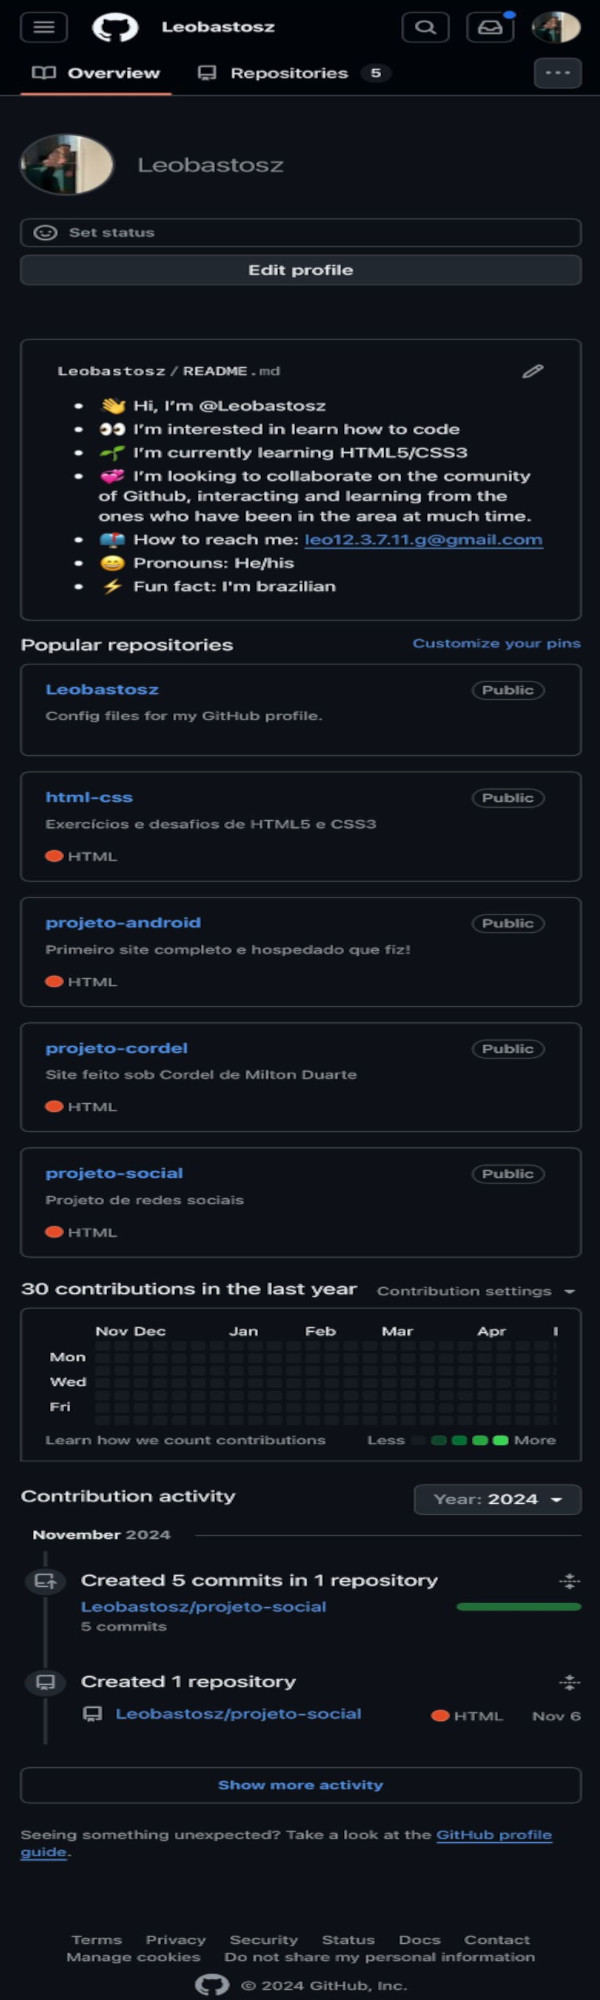 Leobastosz
Overview Repositories 5
Leobastosz
Set status
Edit profile
Leobastosz/README.md
👋 Hi, I’m @Leobastosz
👀 I’m interested in learn how to code
🌱 I’m currently learning HTML5/CSS3
💞️ I’m looking to collaborate on the comunity
of Github, interacting and learning from the
ones who have been in the area at much time.
📫 How to reach me: leo12.3.7.11.g@gmail.com
😄 Pronouns: He/his
⚡ Fun fact: I'm brazilian
Popular repositories Customize your pins
Leobastosz Public
Config files for my GitHub profile.
html-css Public
Exercícios e desafios de HTML5 e CSS3
HTML
projeto-android Public
Primeiro site completo e hospedado que fiz!
HTML
projeto-cordel Public
Site feito sob Cordel de Milton Duarte
HTML
projeto-social Public
Projeto de redes sociais
HTML
30 contributions in the last year Contribution settings
Nov Dec Jan Feb Mar Apr
Mon
Wed
Fri
Learn how we count contributions Less More
Contribution activity Year: 2024
November 2024
Created 5 commits in 1 repository
Leobastosz/projeto-social
5 commits
Created 1 repository
Leobastosz/projeto-social HTML Nov 6
Show more activity
Seeing something unexpected? Take a look at the GitHub profile
guide.
Terms Privacy Security Status Docs Contact
Manage cookies Do not share my personal information
© 2024 GitHub, Inc.